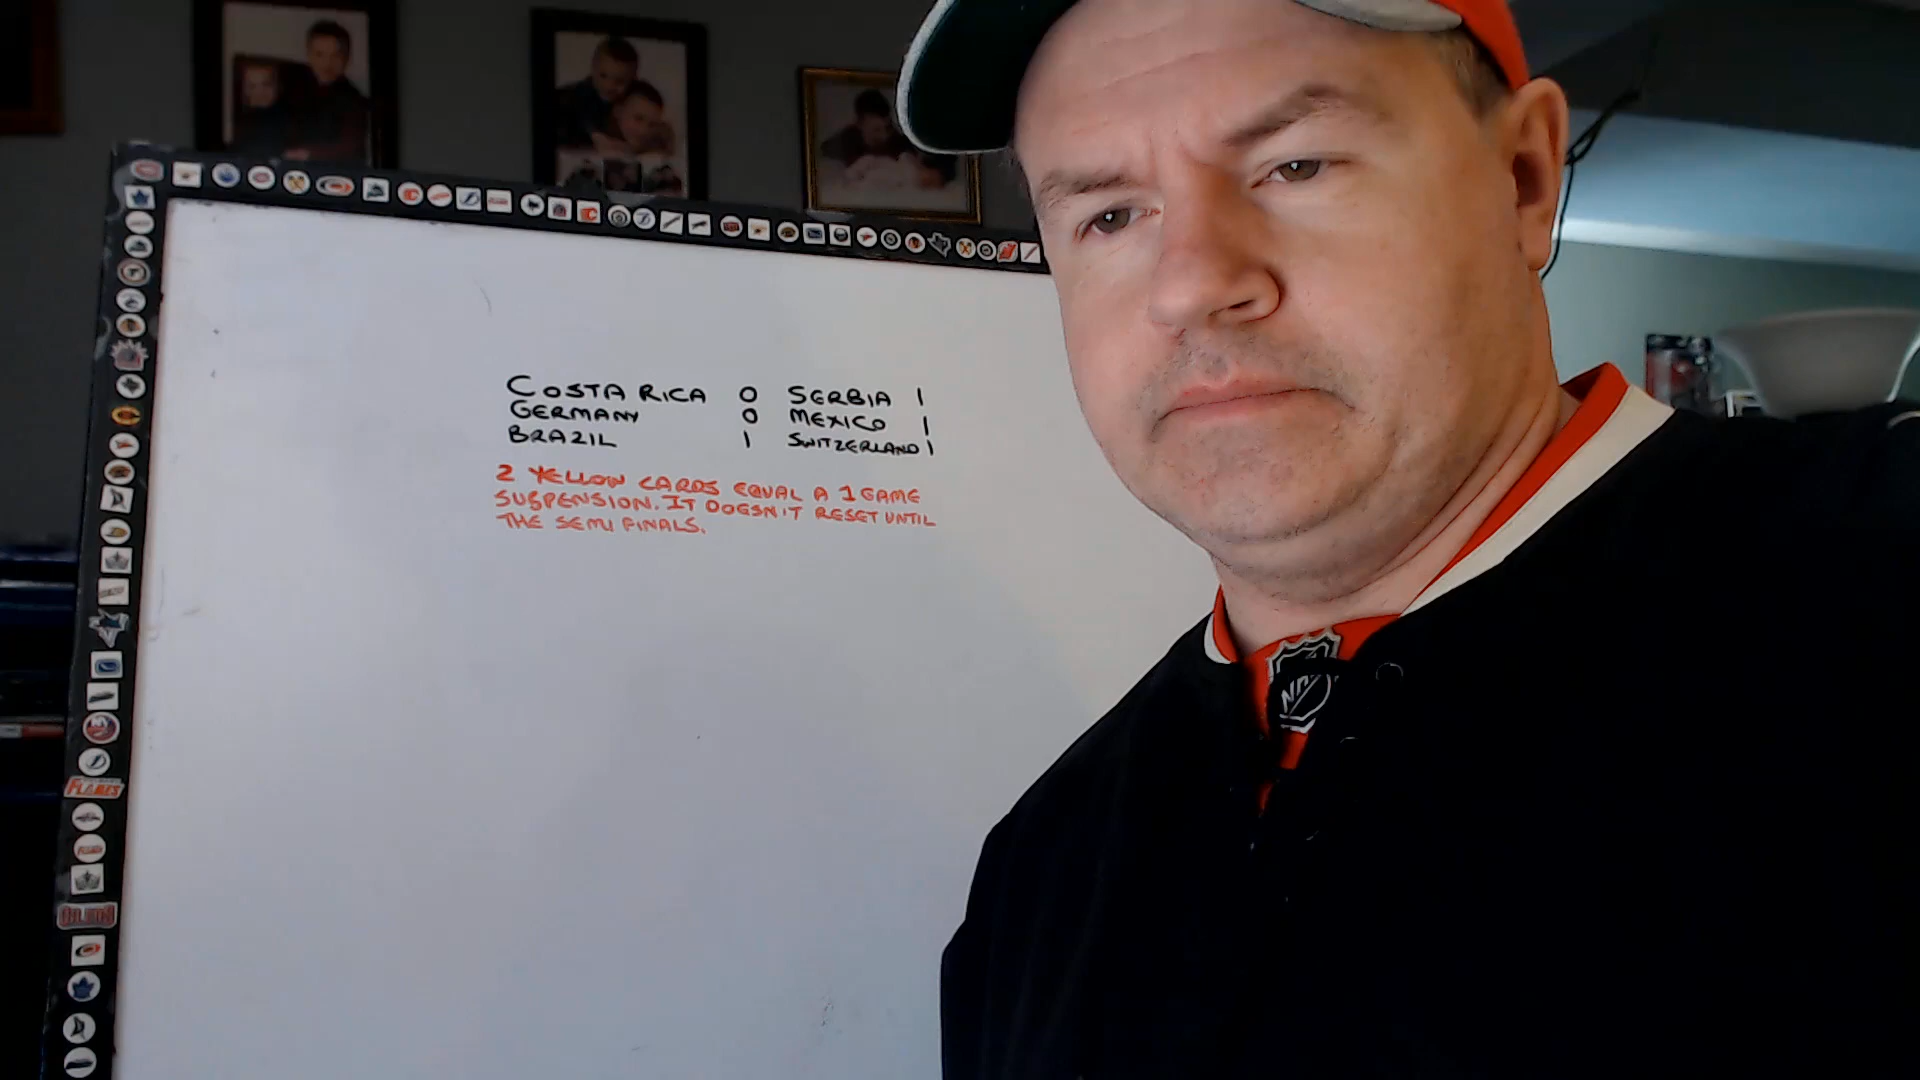 COSTA RICA 0 SERBIA 1
GERMANY 0 MEXICO 1
BRAZIL 1 SWITZERLAND 1
2 YELLOW CARDS EQUAL A 1 GAME
SUSPENSION. IT DOESN'T RESET UNTIL
THE SEMI FINALS.
FLAMES